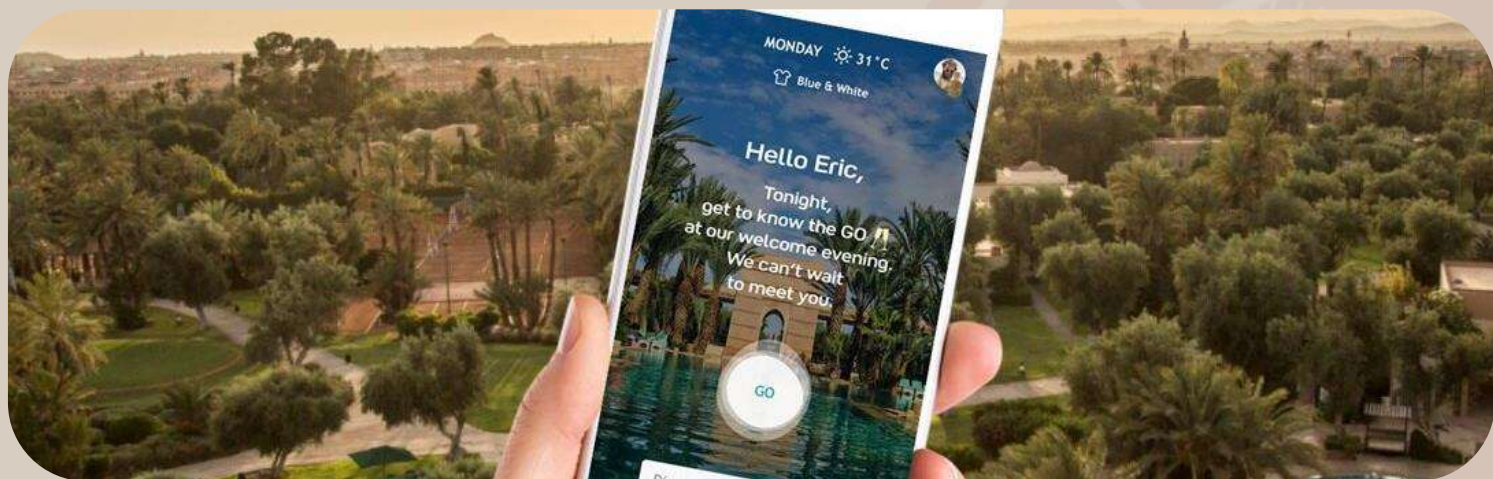 MONDAY 31°C
Blue & White
Hello Eric,
Tonight,
get to know the GO 🥂
at our welcome evening.
We can't wait
to meet you.
GO